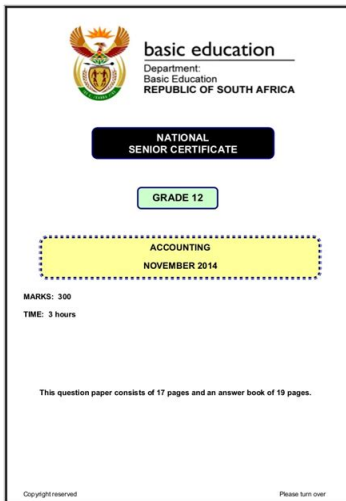 basic education
Department:
Basic Education
REPUBLIC OF SOUTH AFRICA
NATIONAL
SENIOR CERTIFICATE
GRADE 12
ACCOUNTING
NOVEMBER 2014
MARKS: 300
TIME: 3 hours
This question paper consists of 17 pages and an answer book of 19 pages.
Copyright reserved
Please turn over